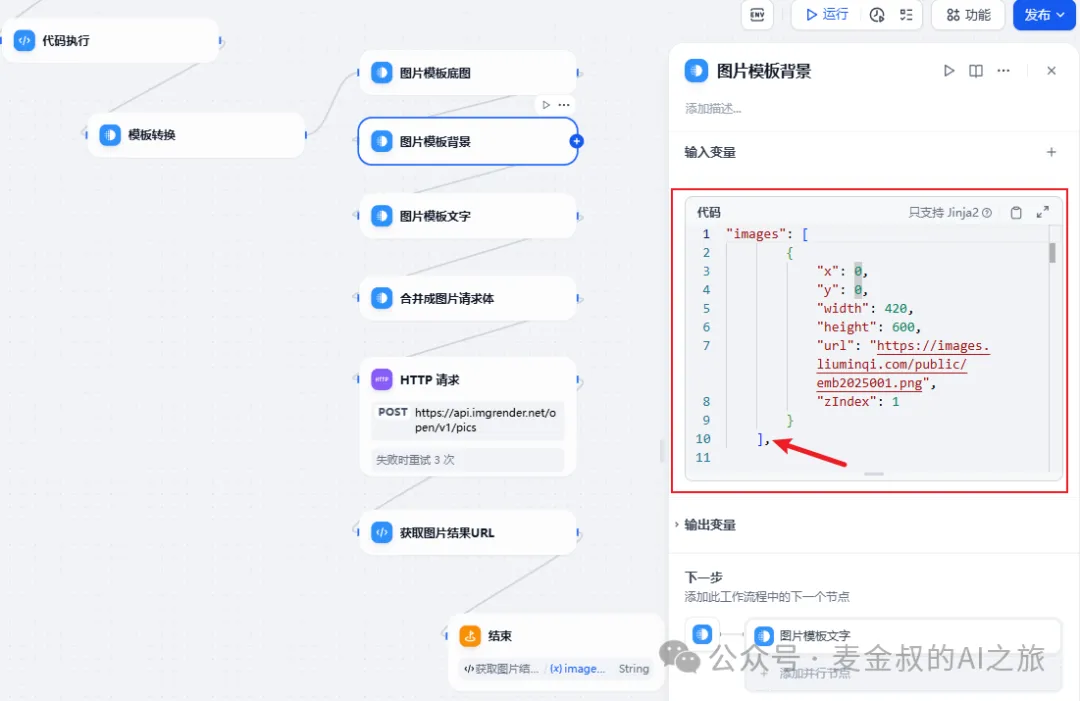 ENV
运行
功能
发布
代码执行
模板转换
图片模板底图
图片模板背景
图片模板文字
合并成图片请求体
HTTP
HTTP 请求
POST https://api.imgrender.net/o
pen/v1/pics
失败时重试 3 次
获取图片结果URL
结束
获取图片结... (x) image... String
图片模板背景
添加描述...
输入变量
代码
只支持 Jinja2
1 "images": [
2 {
3 "x": 0,
4 "y": 0,
5 "width": 420,
6 "height": 600,
7 "url": "https://images.
liuminqi.com/public/
emb2025001.png",
8 "zIndex": 1
9 }
10 ],
11
输出变量
下一步
添加此工作流程中的下一个节点
图片模板文字
添加并行节点
公众号 · 麦金叔的AI之旅